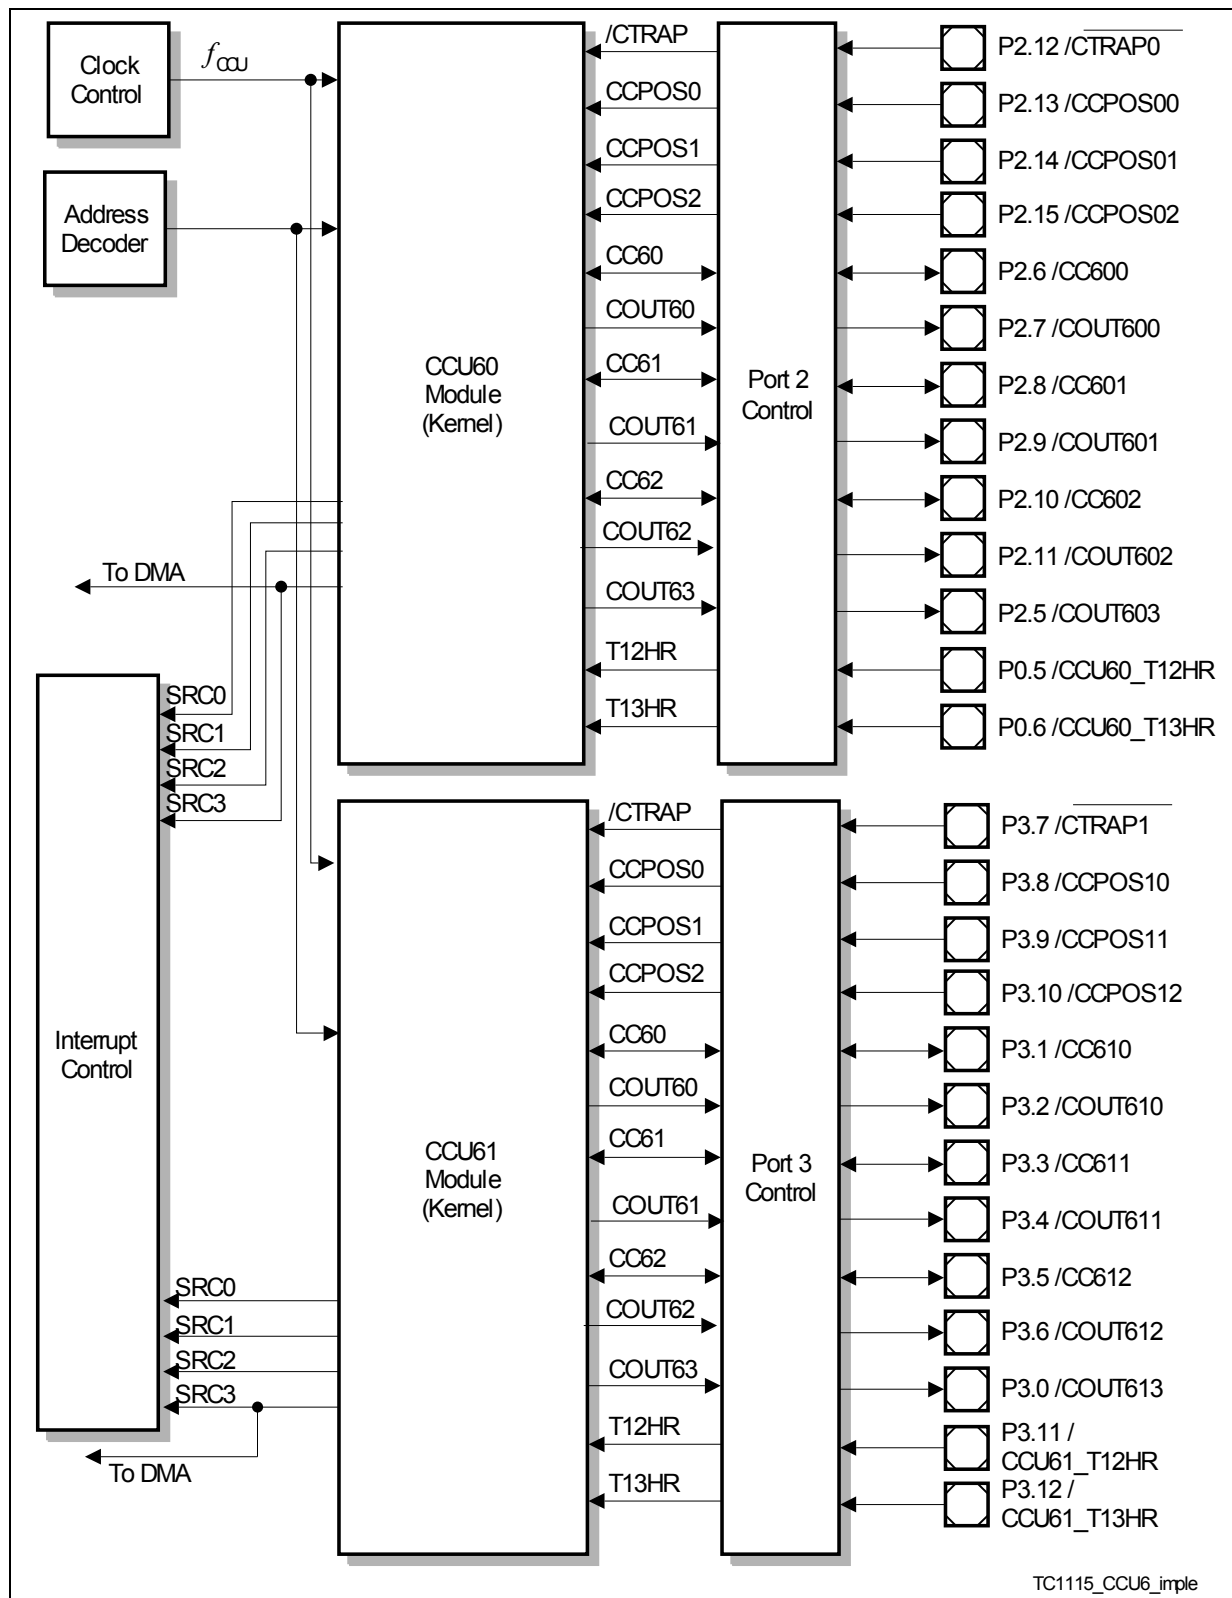 Clock
Control
fCCU
Address
Decoder
CCU60
Module
(Kernel)
/CTRAP
CCPOS0
CCPOS1
CCPOS2
CC60
COUT60
CC61
COUT61
CC62
COUT62
COUT63
T12HR
T13HR
Port 2
Control
P2.12 /CTRAP0
P2.13 /CCPOS00
P2.14 /CCPOS01
P2.15 /CCPOS02
P2.6 /CC600
P2.7 /COUT600
P2.8 /CC601
P2.9 /COUT601
P2.10 /CC602
P2.11 /COUT602
P2.5 /COUT603
P0.5 /CCU60_T12HR
P0.6 /CCU60_T13HR
To DMA
SRC0
SRC1
SRC2
SRC3
Interrupt
Control
SRC0
SRC1
SRC2
SRC3
To DMA
CCU61
Module
(Kernel)
/CTRAP
CCPOS0
CCPOS1
CCPOS2
CC60
COUT60
CC61
COUT61
CC62
COUT62
COUT63
T12HR
T13HR
Port 3
Control
P3.7 /CTRAP1
P3.8 /CCPOS10
P3.9 /CCPOS11
P3.10 /CCPOS12
P3.1 /CC610
P3.2 /COUT610
P3.3 /CC611
P3.4 /COUT611
P3.5 /CC612
P3.6 /COUT612
P3.0 /COUT613
P3.11 /
CCU61_T12HR
P3.12 /
CCU61_T13HR
TC1115_CCU6_imple